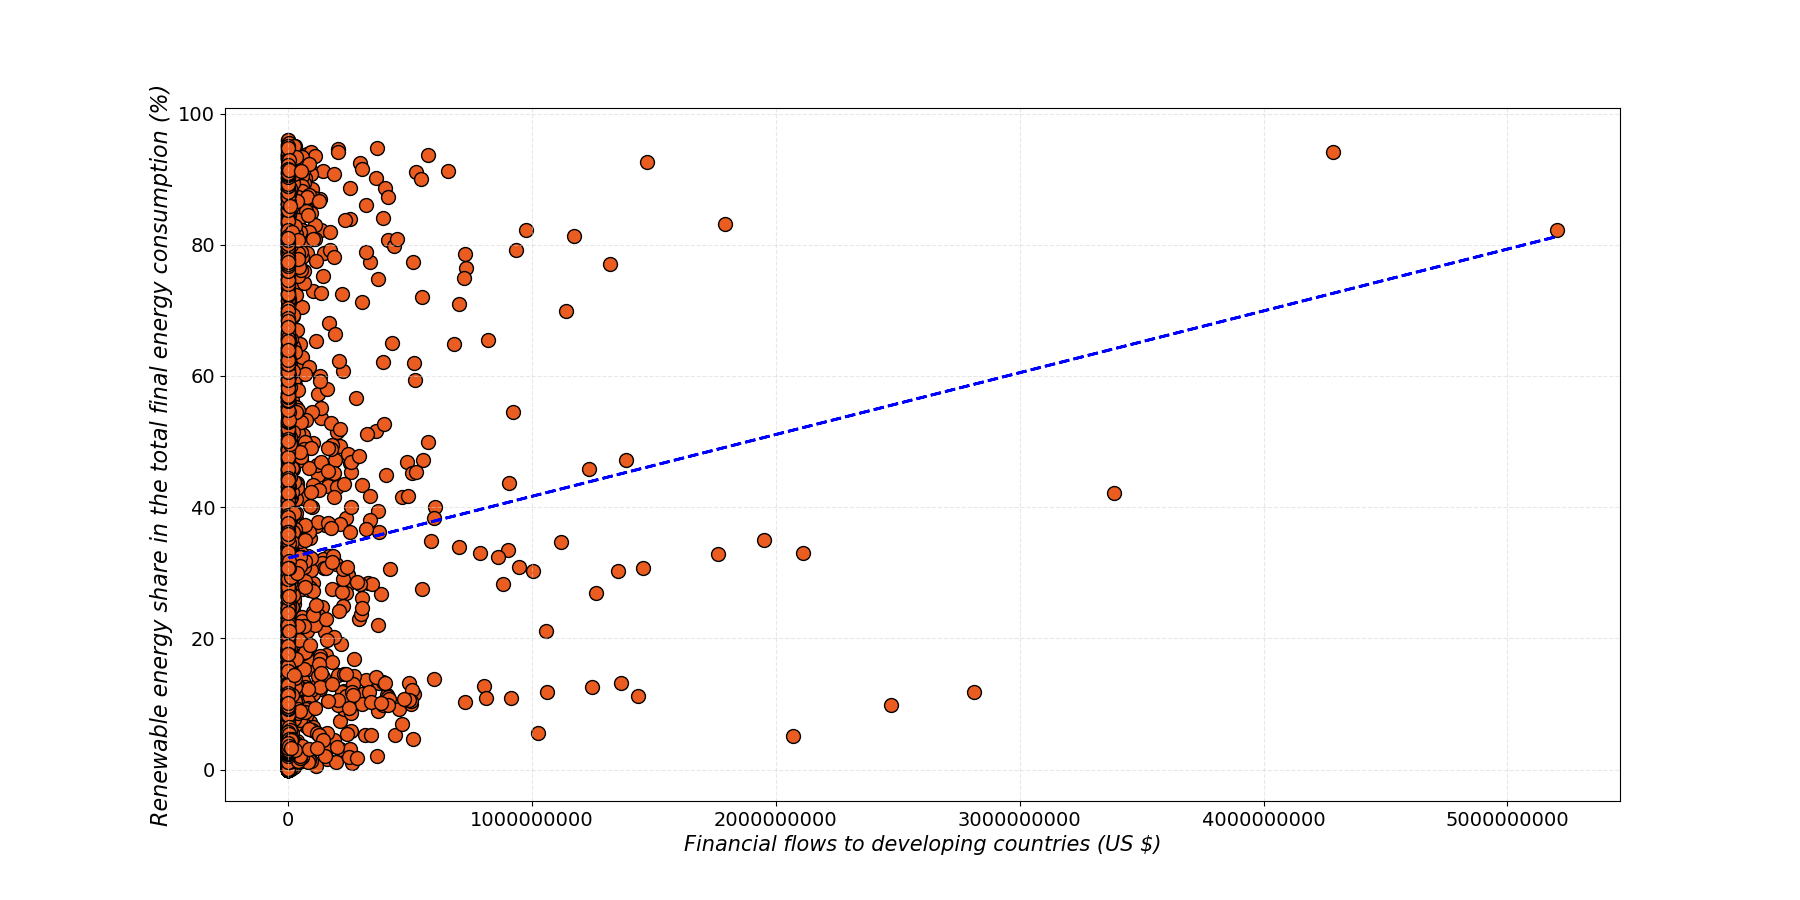 Renewable energy share in the total final energy consumption (%)
100
80
60
40
20
0
0 1000000000 2000000000 3000000000 4000000000 5000000000
Financial flows to developing countries (US $)